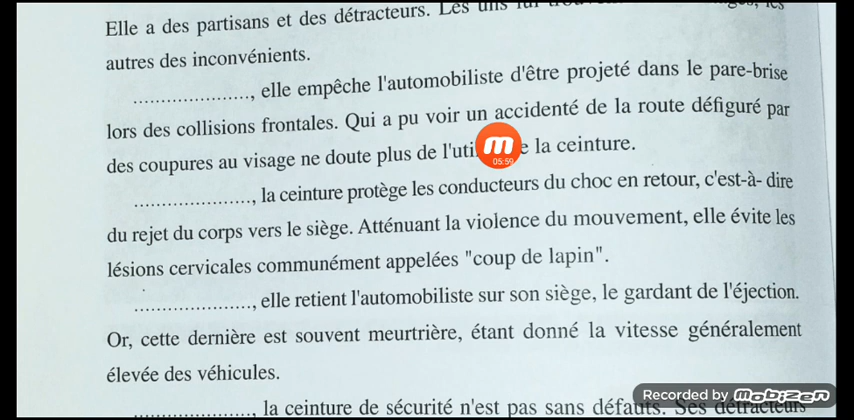 Elle a des partisans et des détracteurs. Les uns lui les
autres des inconvénients.
....................., elle empêche l'automobiliste d'être projeté dans le pare-brise
lors des collisions frontales. Qui a pu voir un accidenté de la route défiguré par
des coupures au visage ne doute plus de l'uti e la ceinture.
m
05:59
....................., la ceinture protège les conducteurs du choc en retour, c'est-à- dire
du rejet du corps vers le siège. Atténuant la violence du mouvement, elle évite les
lésions cervicales communément appelées "coup de lapin".
....................., elle retient l'automobiliste sur son siège, le gardant de l'éjection.
Or, cette dernière est souvent meurtrière, étant donné la vitesse généralement
élevée des véhicules.
....................., la ceinture de sécurité n'est pas sans défauts. Ses détracteurs
Recorded by MOBIZEN